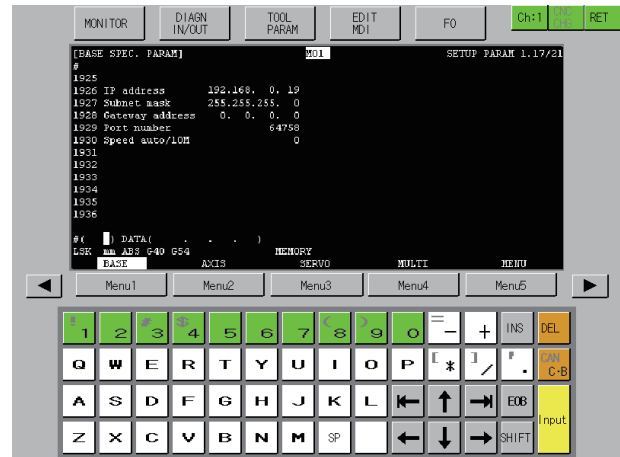 MONITOR DIAGN IN/OUT TOOL PARAM EDIT MDI F0 Ch:1 CNC CHG RET
[BASE SPEC. PARAM] M01 SETUP PARAM 1.17/21
#
1925
1926 IP address 192.168. 0. 19
1927 Subnet mask 255.255.255. 0
1928 Gateway address 0. 0. 0. 0
1929 Port number 64758
1930 Speed auto/10M 0
1931
1932
1933
1934
1935
1936
#( ) DATA( . . . )
LSK mm ABS G40 G54 MEMORY
BASE AXIS SERVO MULTI MENU
Menu1 Menu2 Menu3 Menu4 Menu5
! 1 2 # 3 $ 4 5 6 7 ( 8 ) 9 0 = - + INS DEL
Q W E R T Y U I O P [ * ] / ' . CAN C·B
A S D F G H J K L EOB Input
Z X C V B N M SP SHIFT